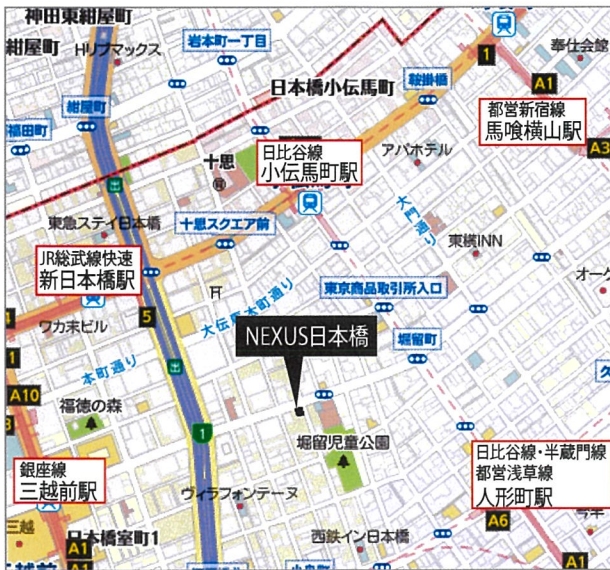 神田東紺屋町
紺屋町
Hリブマックス
岩本町一丁目
日本橋小伝馬町
鞍掛橋
1
奉仕会館
A1
都営新宿線
馬喰横山駅
A3
紺屋町
福田町
十思
日比谷線
小伝馬町駅
アパホテル
東急ステイ日本橋
十思スクエア前
大門通り
東横INN
JR総武線快速
新日本橋駅
オーク
大伝馬本町通り
東京商品取引所入口
4
ワカ末ビル
5
NEXUS日本橋
堀留町
1
本町通り
A10
福徳の森
1
堀留児童公園
銀座線
三越前駅
日比谷線・半蔵門線
都営浅草線
人形町駅
ヴィラフォンテーヌ
三越
日本橋室町1
A6
A1
西鉄イン日本橋
A1